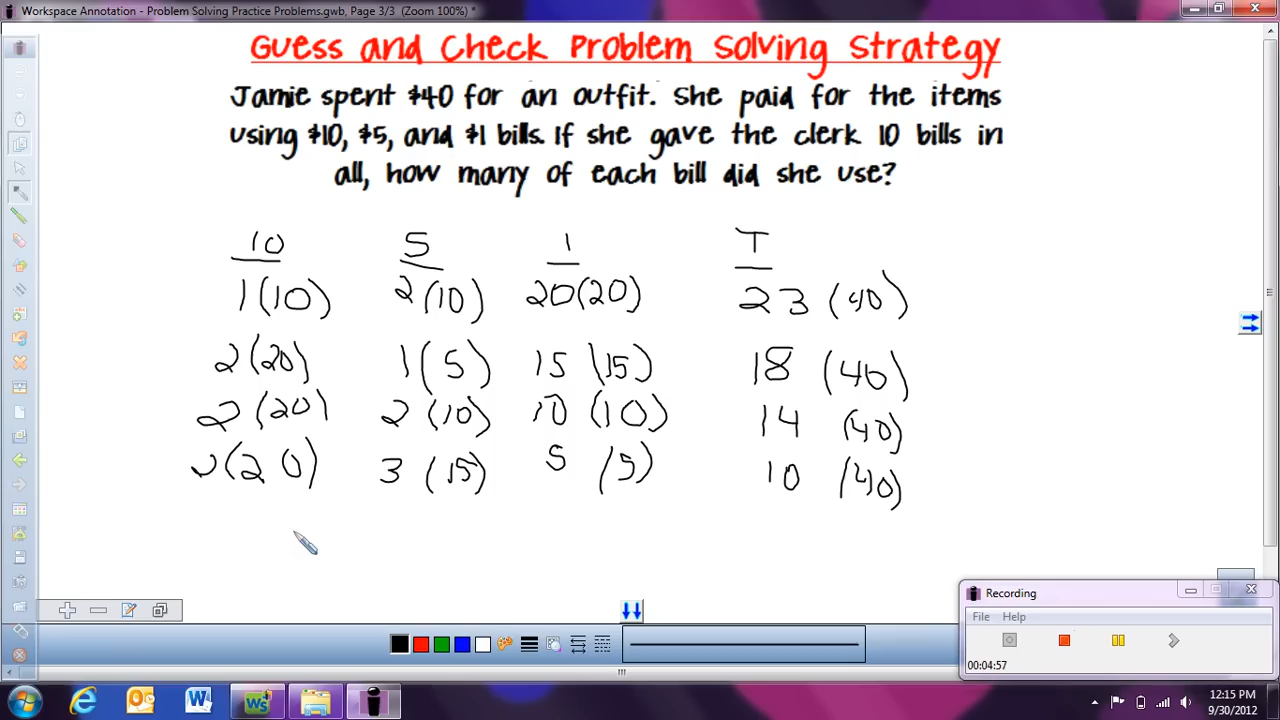 Workspace Annotation - Problem Solving Practice Problems.gwb, Page 3/3 (Zoom 100%) *
Guess and Check Problem Solving Strategy
Jamie spent $40 for an outfit. She paid for the items
using $10, $5, and $1 bills. If she gave the clerk 10 bills in
all, how many of each bill did she use?
10 5 1 T
1(10) 2(10) 20(20) 23 (40)
2(20) 1(5) 15 (15) 18 (40)
2(20) 2(10) 10 (10) 14 (40)
2(20) 3(15) 5 (5) 10 (40)
Recording
File Help
00:04:57
12:15 PM
9/30/2012